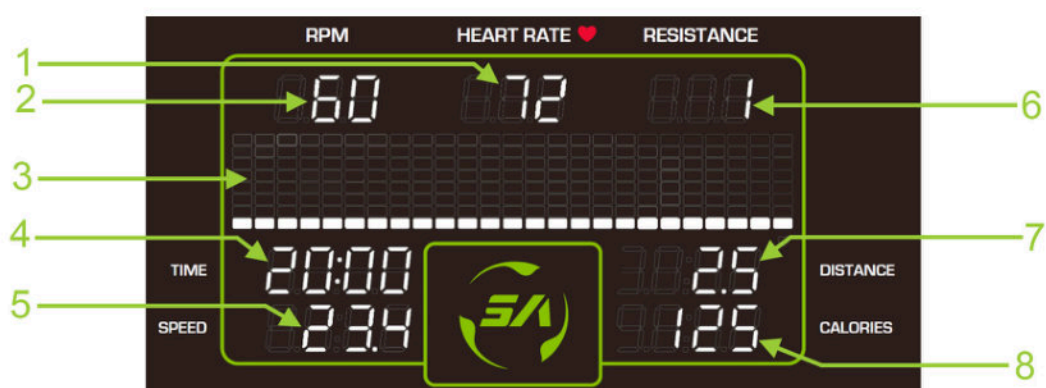 RPM HEART RATE RESISTANCE
1
2 60 72 1 6
3
4 TIME 20:00 2.5 DISTANCE 7
5 SPEED 23.4 SA 125 CALORIES 8